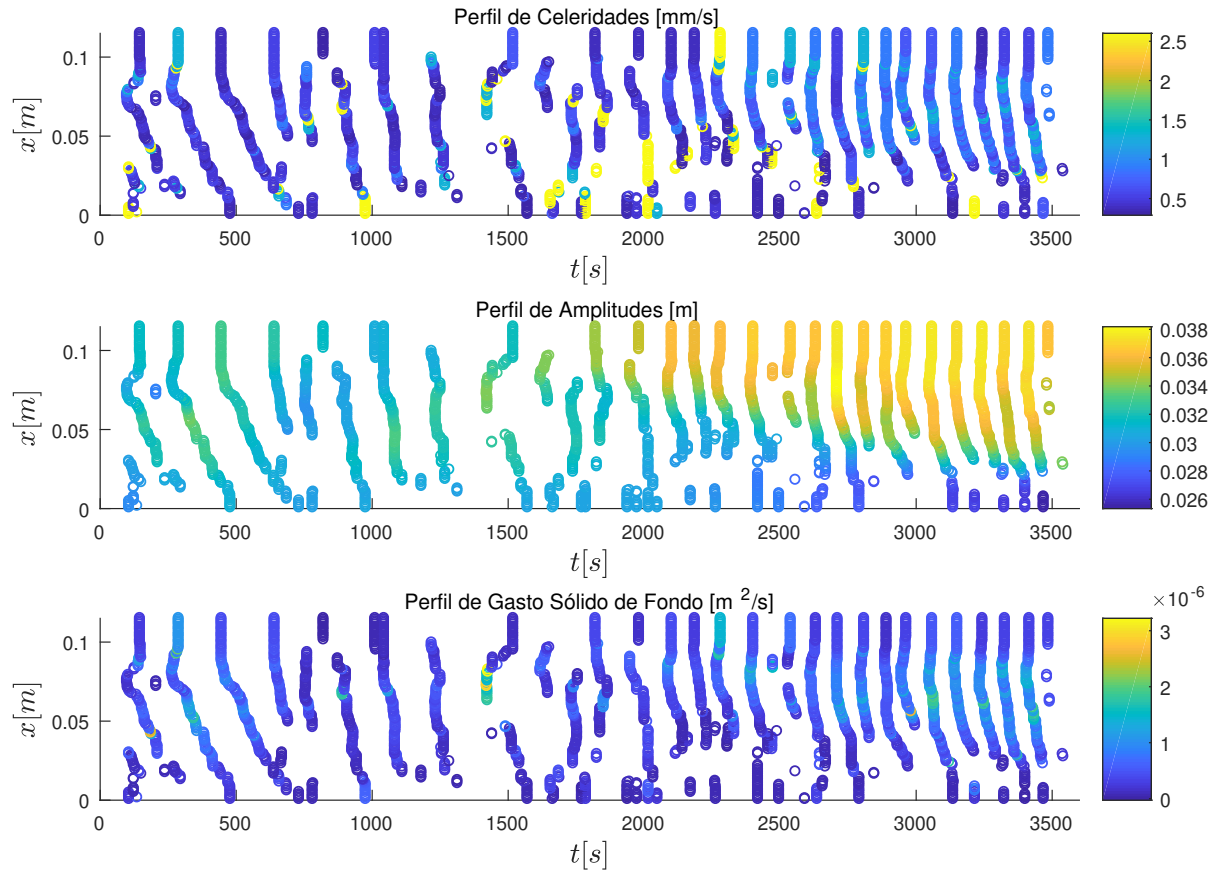 Perfil de Celeridades [mm/s]
0.1
0.05
0
x[m]
0 500 1000 1500 2000 2500 3000 3500
t[s]
2.5
2
1.5
1
0.5
Perfil de Amplitudes [m]
0.1
0.05
0
x[m]
0 500 1000 1500 2000 2500 3000 3500
t[s]
0.038
0.036
0.034
0.032
0.03
0.028
0.026
Perfil de Gasto Sólido de Fondo [m ²/s]
0.1
0.05
0
x[m]
0 500 1000 1500 2000 2500 3000 3500
t[s]
×10⁻⁶
3
2
1
0